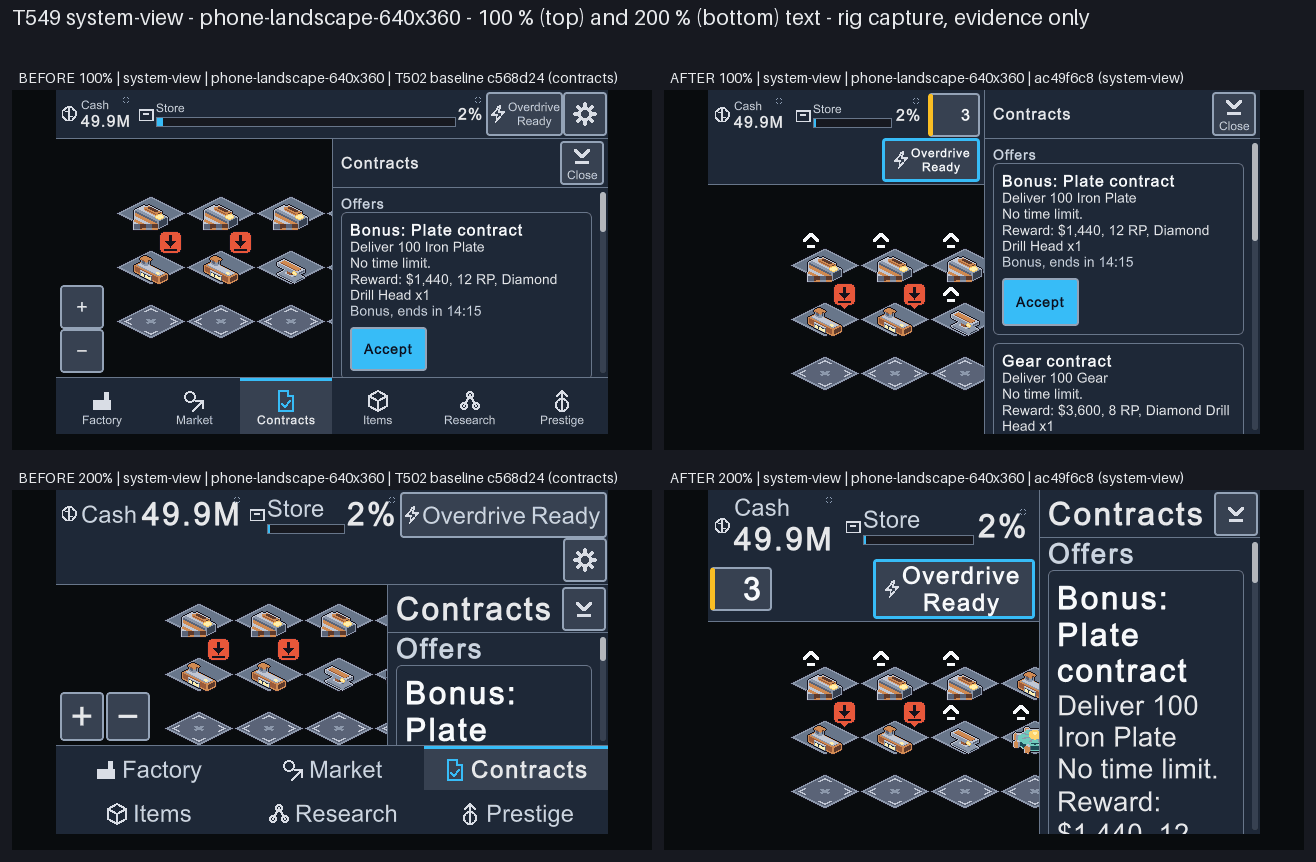 T549 system-view - phone-landscape-640x360 - 100 % (top) and 200 % (bottom) text - rig capture, evidence only
BEFORE 100% | system-view | phone-landscape-640x360 | T502 baseline c568d24 (contracts)
Cash
49.9M
Store
2%
Overdrive
Ready
Contracts
Close
Offers
Bonus: Plate contract
Deliver 100 Iron Plate
No time limit.
Reward: $1,440, 12 RP, Diamond
Drill Head x1
Bonus, ends in 14:15
Accept
+
−
Factory
Market
Contracts
Items
Research
Prestige
AFTER 100% | system-view | phone-landscape-640x360 | ac49f6c8 (system-view)
Cash
49.9M
Store
2%
3
Overdrive
Ready
Contracts
Close
Offers
Bonus: Plate contract
Deliver 100 Iron Plate
No time limit.
Reward: $1,440, 12 RP, Diamond
Drill Head x1
Bonus, ends in 14:15
Accept
Gear contract
Deliver 100 Gear
No time limit.
Reward: $3,600, 8 RP, Diamond Drill
Head x1
BEFORE 200% | system-view | phone-landscape-640x360 | T502 baseline c568d24 (contracts)
Cash 49.9M
Store
2%
Overdrive Ready
Contracts
Offers
Bonus:
Plate
+
−
Factory
Market
Contracts
Items
Research
Prestige
AFTER 200% | system-view | phone-landscape-640x360 | ac49f6c8 (system-view)
Cash
49.9M
Store
2%
3
Overdrive
Ready
Contracts
Offers
Bonus:
Plate
contract
Deliver 100
Iron Plate
No time limit.
Reward:
$1,440, 12